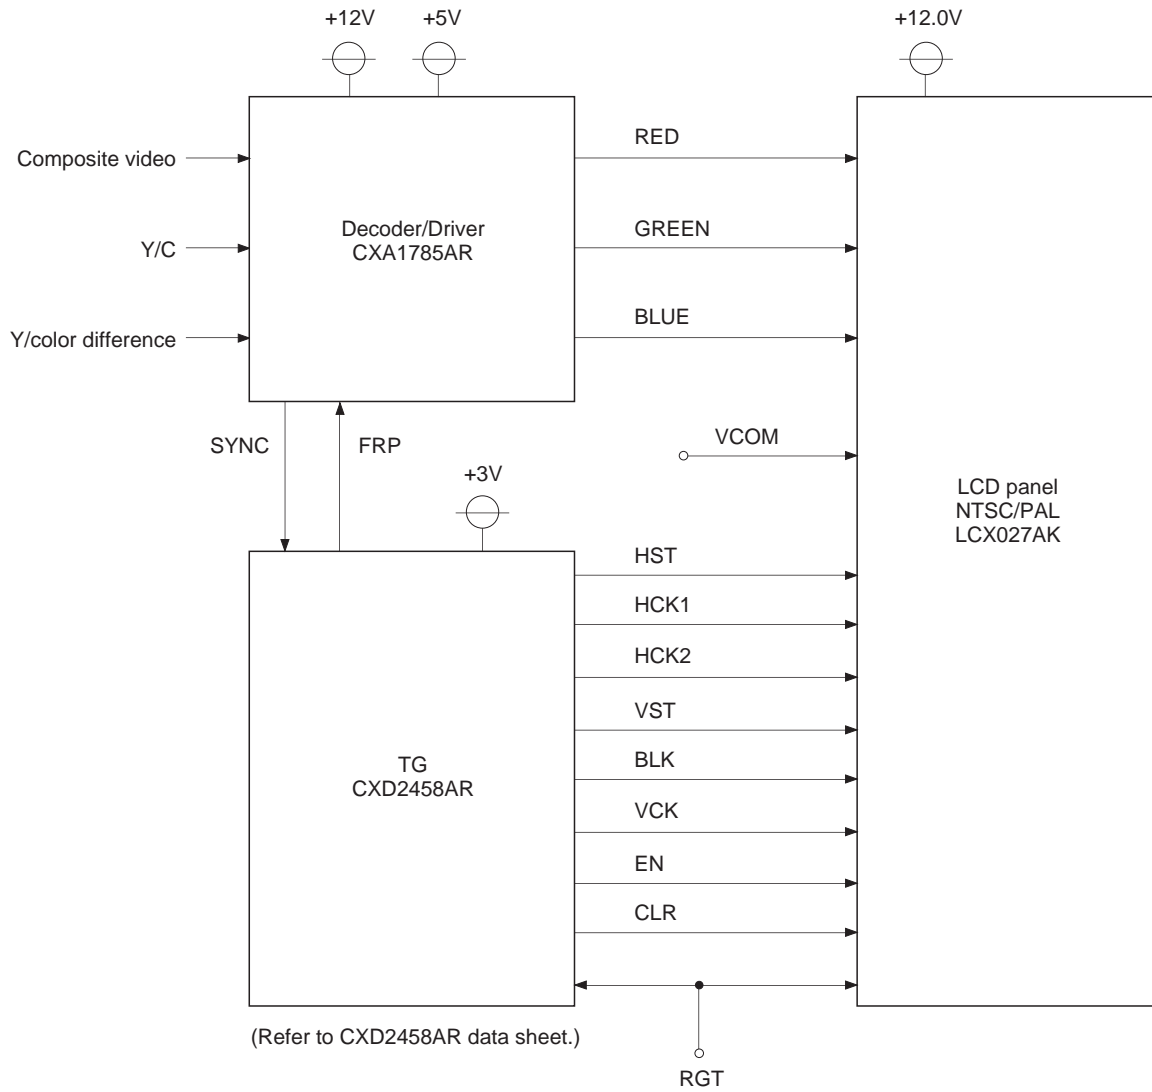 +12V
+5V
+12.0V
Composite video
Y/C
Y/color difference
Decoder/Driver
CXA1785AR
RED
GREEN
BLUE
SYNC
FRP
VCOM
+3V
LCD panel
NTSC/PAL
LCX027AK
TG
CXD2458AR
HST
HCK1
HCK2
VST
BLK
VCK
EN
CLR
(Refer to CXD2458AR data sheet.)
RGT